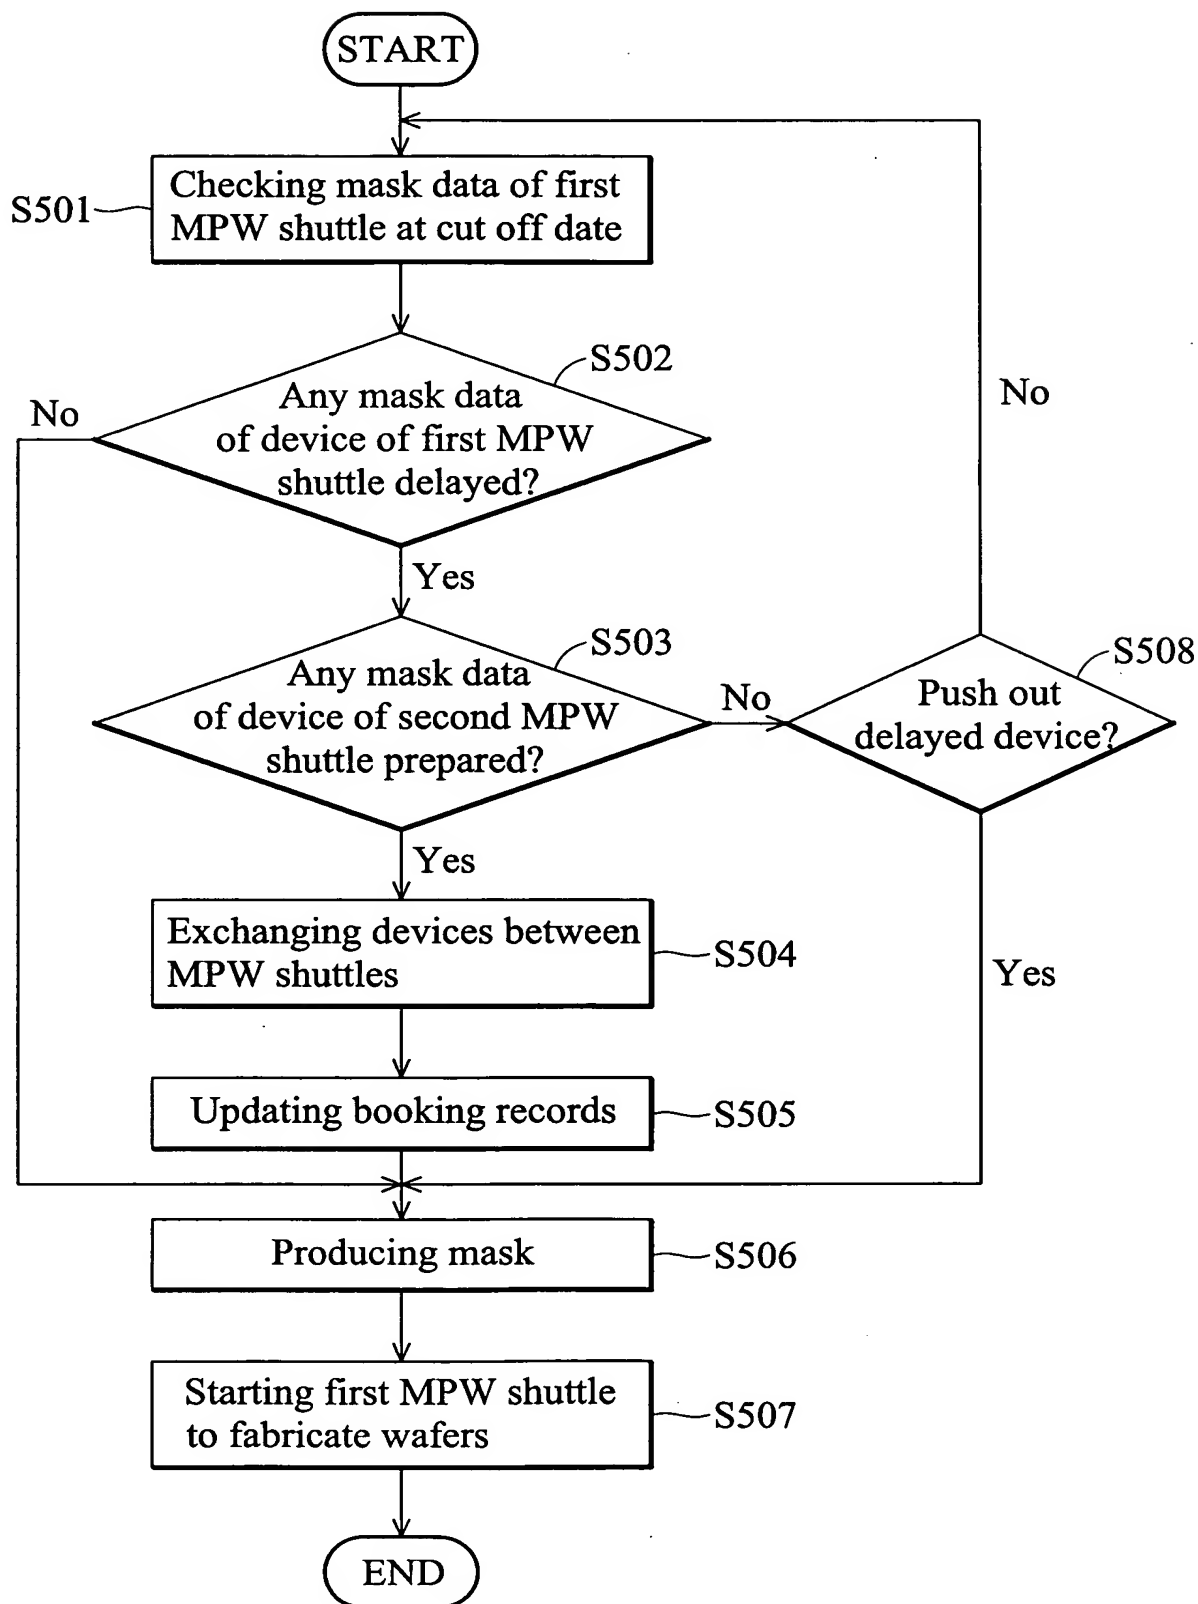 START
S501
Checking mask data of first
MPW shuttle at cut off date
S502
No
Any mask data
of device of first MPW
shuttle delayed?
No
Yes
S503
S508
Any mask data
of device of second MPW
shuttle prepared?
No
Push out
delayed device?
Yes
Exchanging devices between
MPW shuttles
S504
Yes
Updating booking records
S505
Producing mask
S506
Starting first MPW shuttle
to fabricate wafers
S507
END